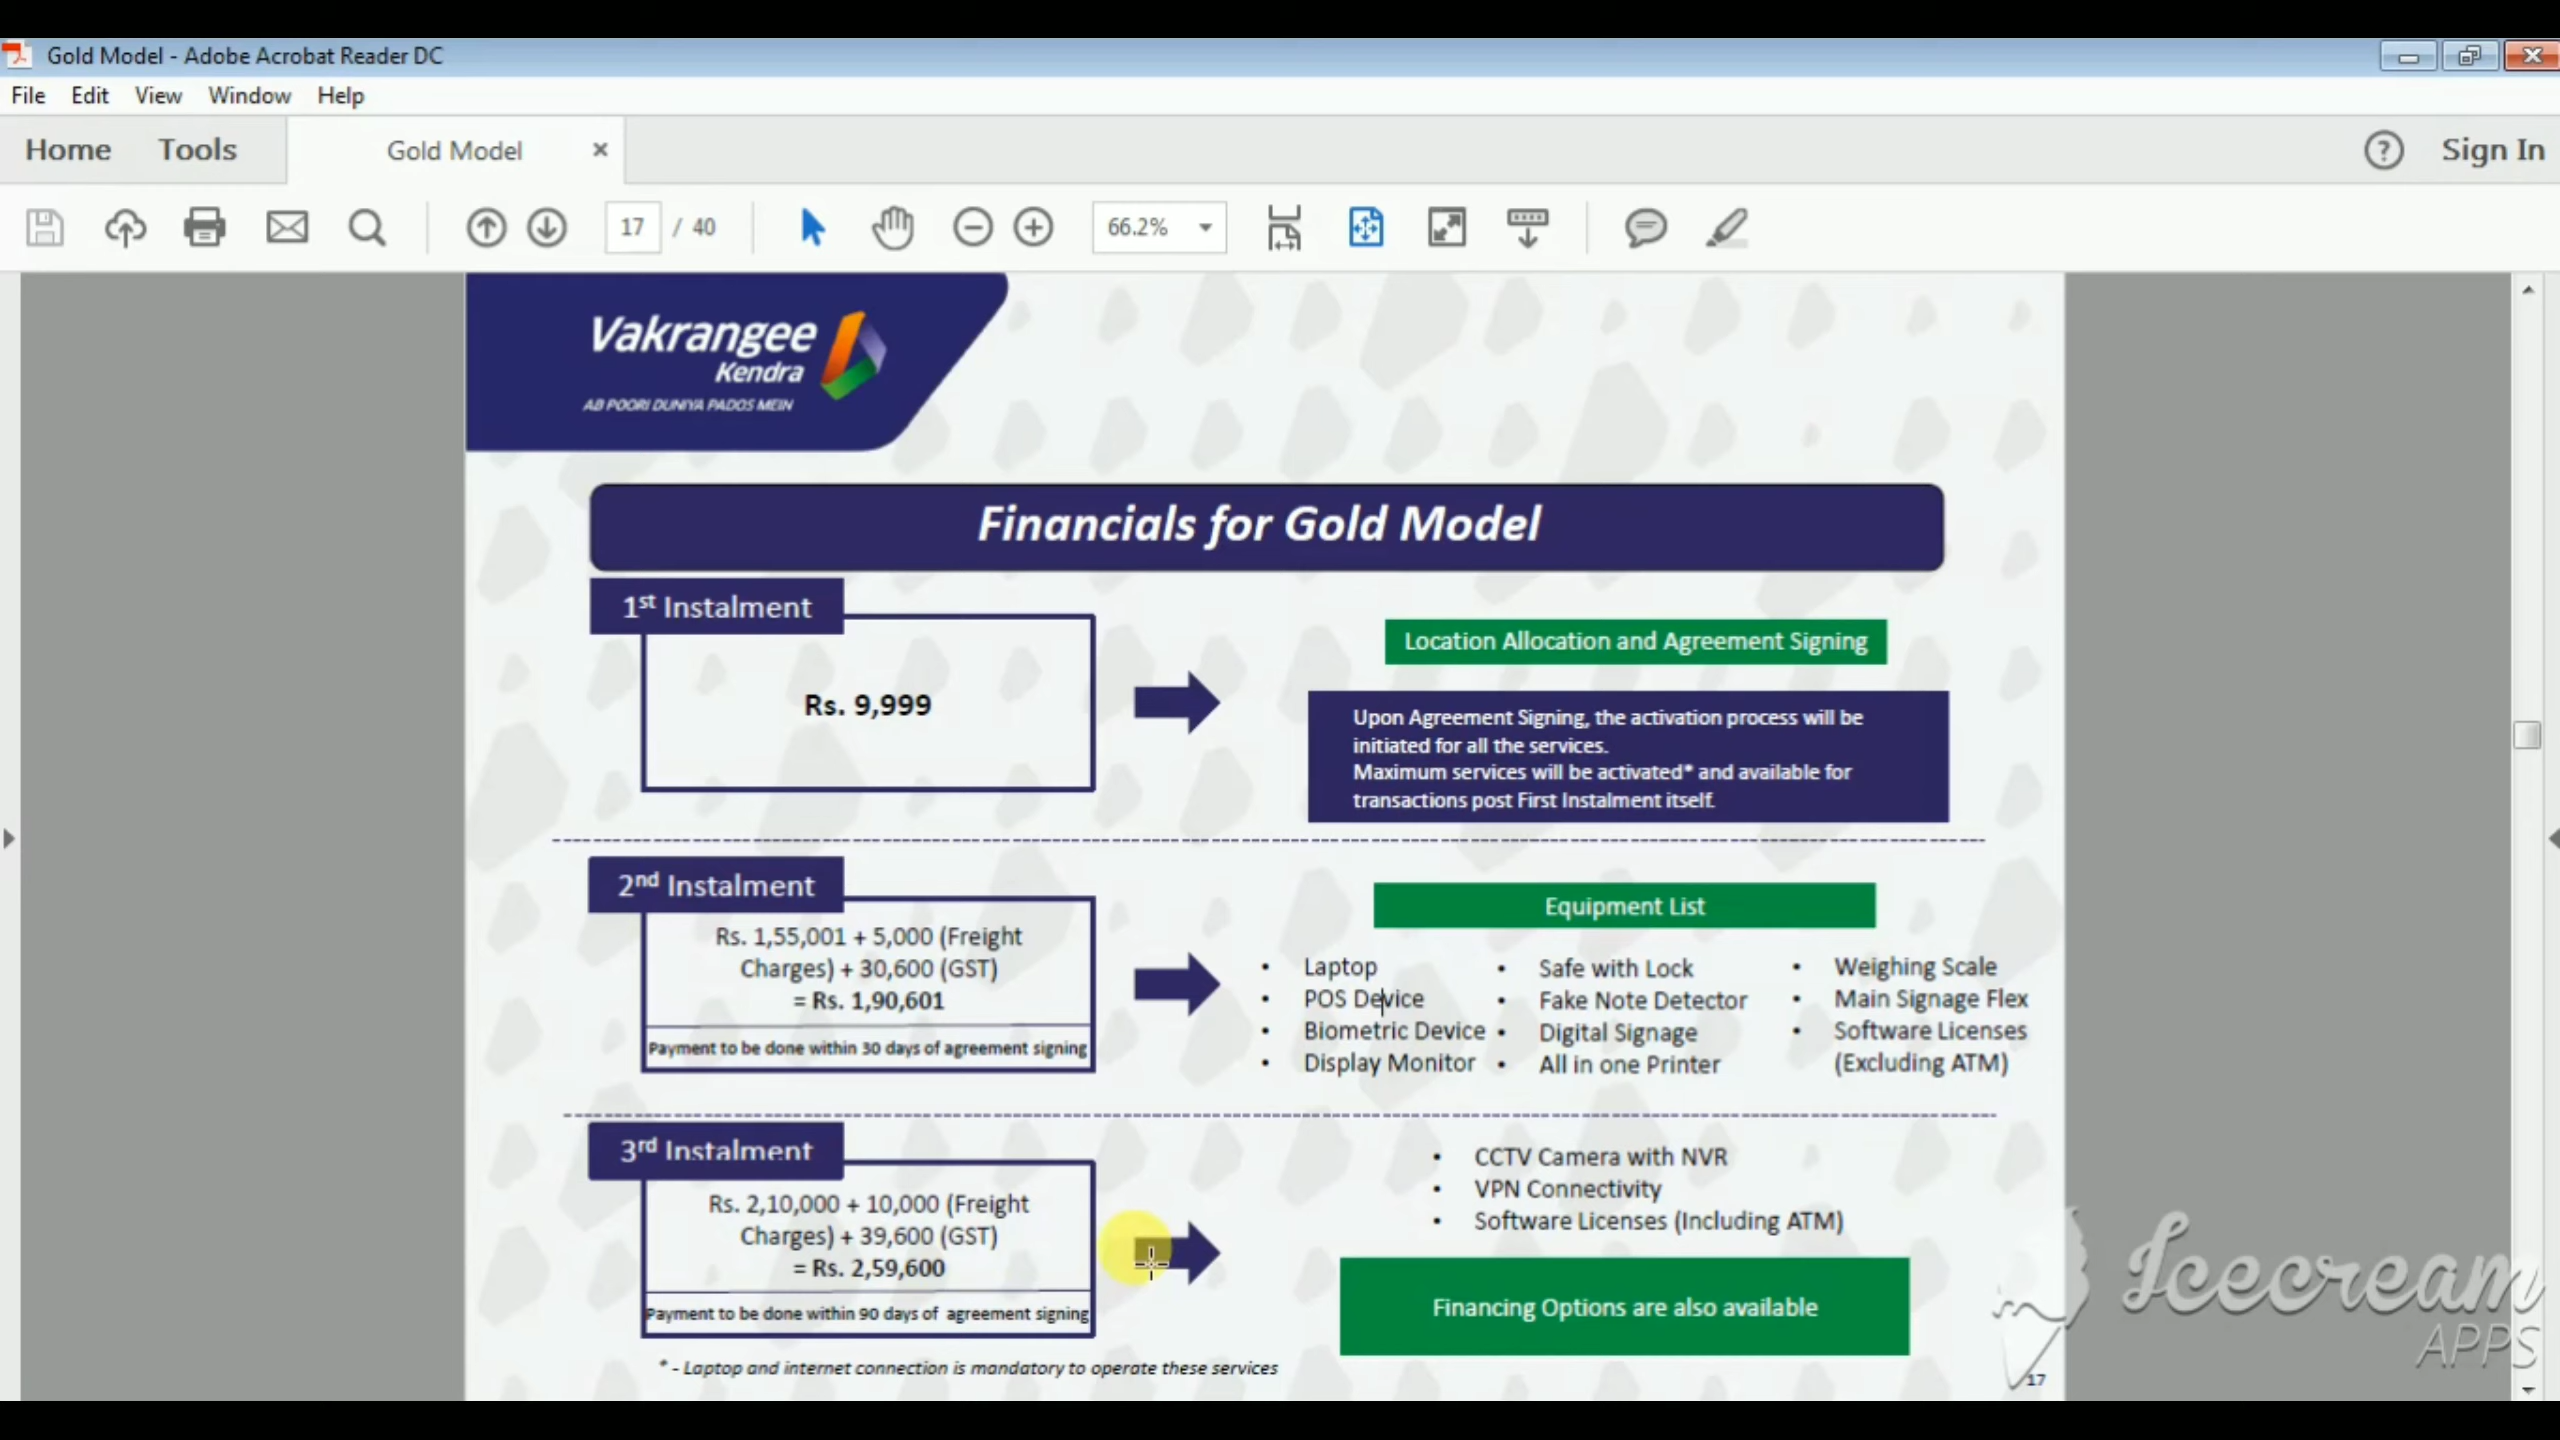 Gold Model - Adobe Acrobat Reader DC
File Edit View Window Help
Home Tools Gold Model × Sign In
17 / 40 66.2%
Vakrangee
Kendra
AB POORI DUNIYA PADOS MEIN
Financials for Gold Model
1st Instalment
Rs. 9,999
Location Allocation and Agreement Signing
Upon Agreement Signing, the activation process will be
initiated for all the services.
Maximum services will be activated* and available for
transactions post First Instalment itself.
2nd Instalment
Rs. 1,55,001 + 5,000 (Freight
Charges) + 30,600 (GST)
= Rs. 1,90,601
Payment to be done within 30 days of agreement signing
Equipment List
• Laptop
• POS Device
• Biometric Device
• Display Monitor
• Safe with Lock
• Fake Note Detector
• Digital Signage
• All in one Printer
• Weighing Scale
• Main Signage Flex
• Software Licenses
(Excluding ATM)
3rd Instalment
Rs. 2,10,000 + 10,000 (Freight
Charges) + 39,600 (GST)
= Rs. 2,59,600
Payment to be done within 90 days of agreement signing
• CCTV Camera with NVR
• VPN Connectivity
• Software Licenses (Including ATM)
Financing Options are also available
* - Laptop and internet connection is mandatory to operate these services
17
Icecream
APPS